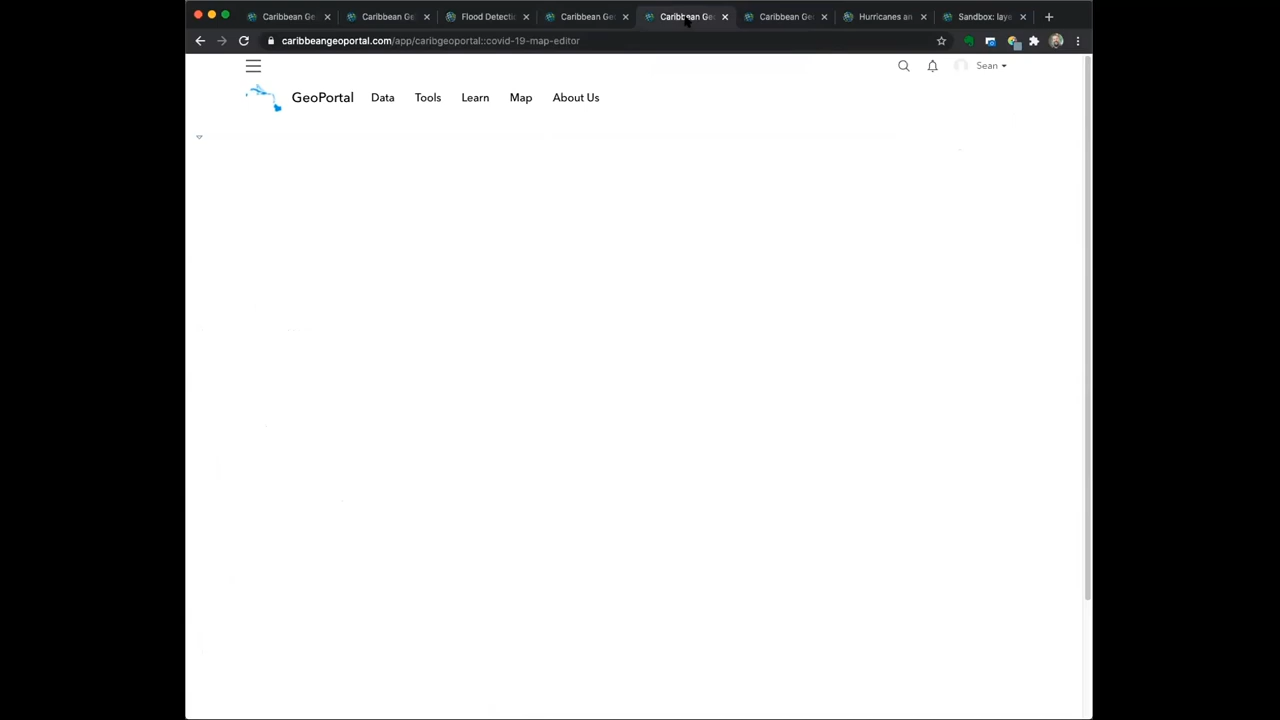 Caribbean Ge
Caribbean Ge
Flood Detecti
Caribbean Ge
Caribbean Ge
Caribbean Ge
Hurricanes an
Sandbox: laye
caribbeangeoportal.com/app/caribgeoportal::covid-19-map-editor
Sean
GeoPortal
Data
Tools
Learn
Map
About Us